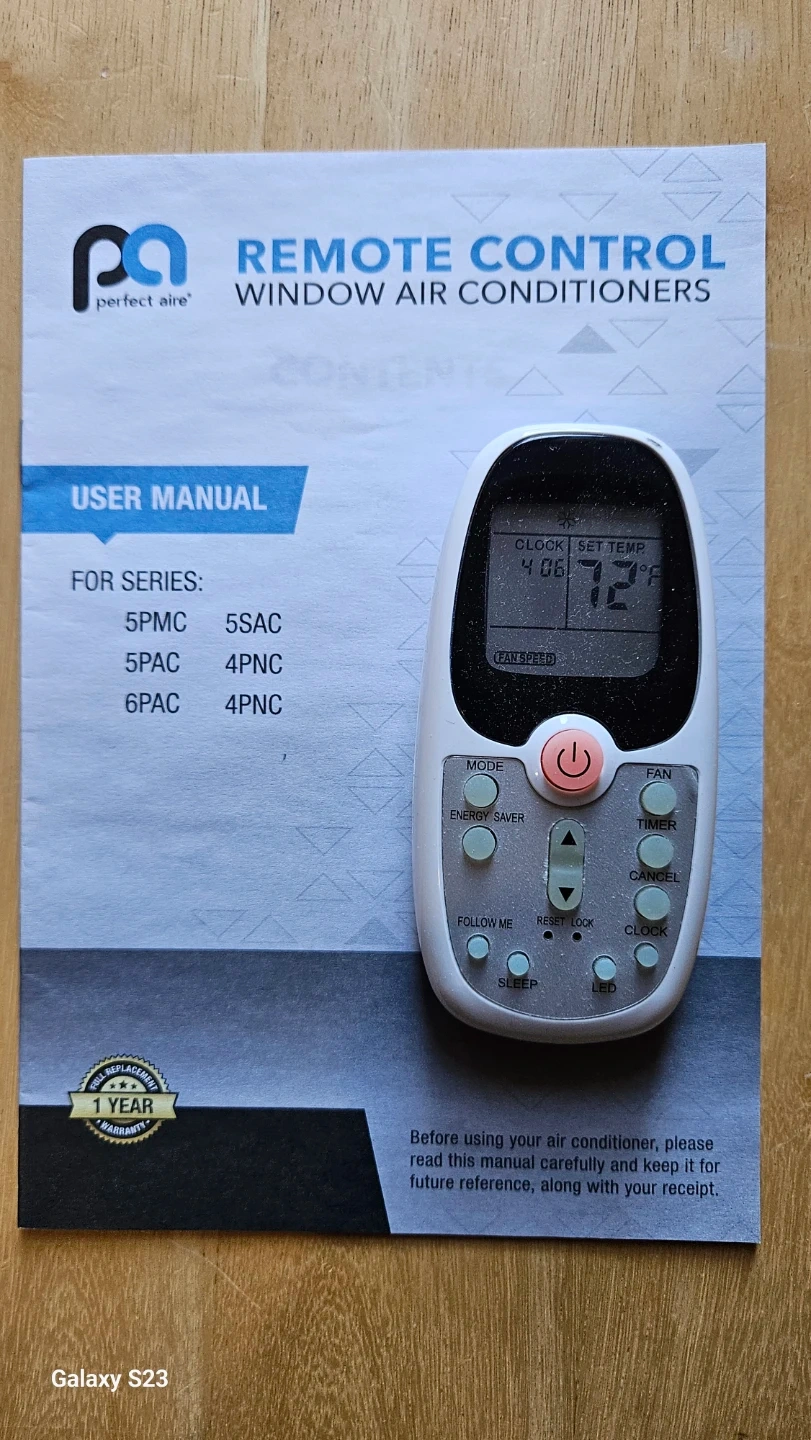 pa
perfect aire®
REMOTE CONTROL
WINDOW AIR CONDITIONERS
CONTENTS
USER MANUAL
FOR SERIES:
5PMC 5SAC
5PAC 4PNC
6PAC 4PNC
CLOCK SET TEMP.
4 06 72°F
FAN SPEED
MODE FAN
ENERGY SAVER TIMER
CANCEL
FOLLOW ME RESET LOCK CLOCK
SLEEP LED
FULL REPLACEMENT
1 YEAR
WARRANTY
Before using your air conditioner, please
read this manual carefully and keep it for
future reference, along with your receipt.
Galaxy S23